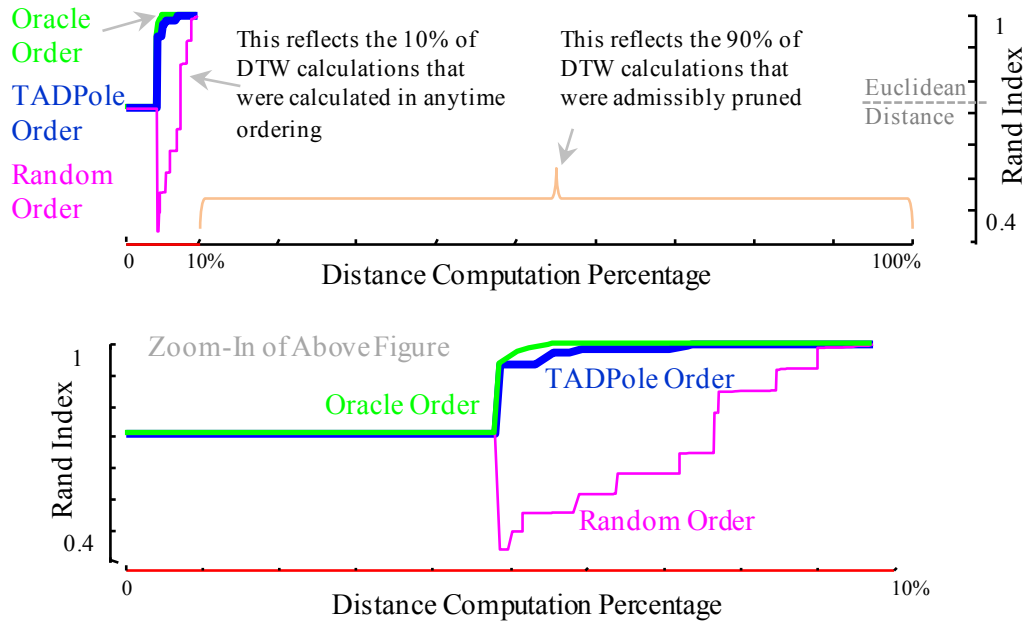 Oracle
Order
TADPole
Order
Random
Order
This reflects the 10% of
DTW calculations that
were calculated in anytime
ordering
This reflects the 90% of
DTW calculations that
were admissibly pruned
Euclidean
Distance
1
Rand Index
0.4
0
10%
100%
Distance Computation Percentage
Zoom-In of Above Figure
1
Rand Index
0.4
Oracle Order
TADPole Order
Random Order
0
10%
Distance Computation Percentage